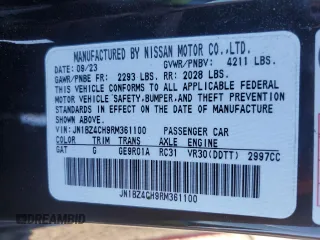 MANUFACTURED BY NISSAN MOTOR CO.,LTD.
DATE: 09/23 GVWR/PNBV: 4211 LBS.
GAWR/PNBE FR: 2293 LBS. RR: 2028 LBS.
THIS VEHICLE CONFORMS TO ALL APPLICABLE FEDERAL
MOTOR VEHICLE SAFETY,BUMPER,AND THEFT PREVENTION
STANDARDS IN EFFECT ON THE DATE OF MANUFACTURE
SHOWN ABOVE.
VIN: JN1BZ4CH9RM361100 PASSENGER CAR
COLOR TRIM TRANS AXLE ENGINE
GAT G GE9R01A RC31 VR30(DDTT) 2997CC
JN1BZ4CH9RM361100
© DREAMBID